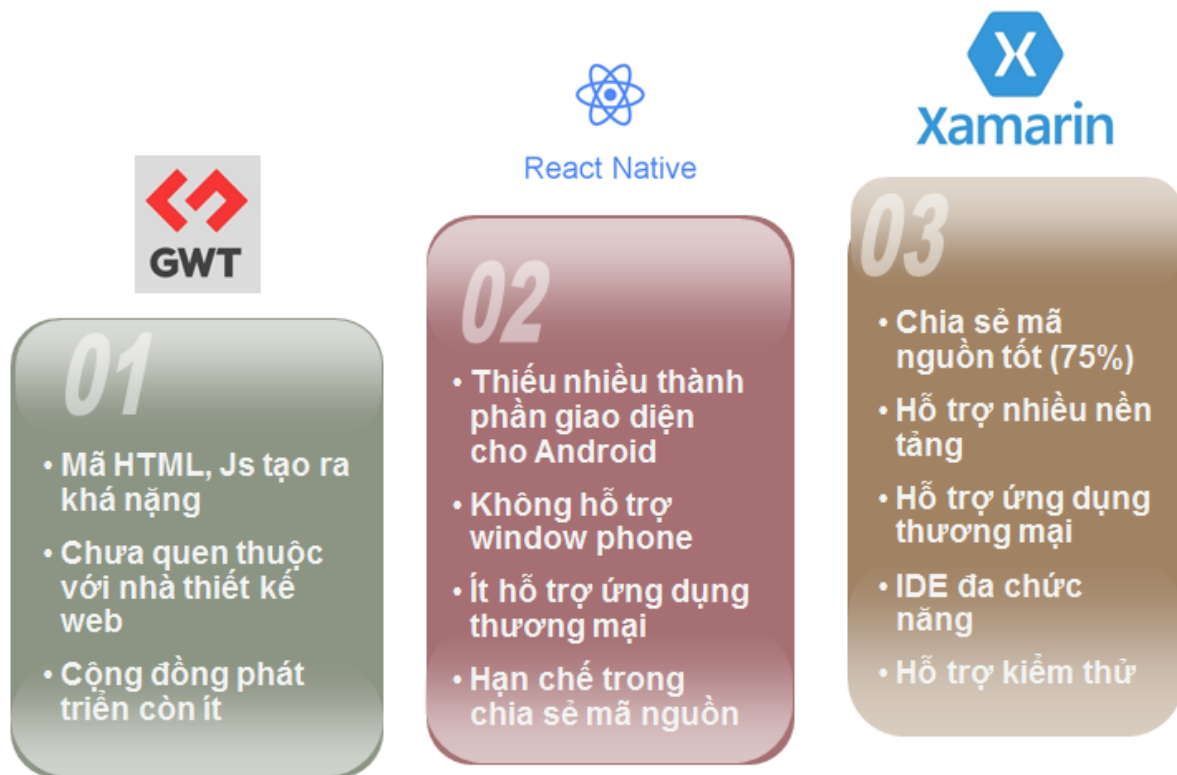 GWT
01
• Mã HTML, Js tạo ra
khá nặng
• Chưa quen thuộc
với nhà thiết kế
web
• Cộng đồng phát
triển còn ít
React Native
02
• Thiếu nhiều thành
phần giao diện
cho Android
• Không hỗ trợ
window phone
• Ít hỗ trợ ứng dụng
thương mại
• Hạn chế trong
chia sẻ mã nguồn
X
Xamarin
03
• Chia sẻ mã
nguồn tốt (75%)
• Hỗ trợ nhiều nền
tảng
• Hỗ trợ ứng dụng
thương mại
• IDE đa chức
năng
• Hỗ trợ kiểm thử